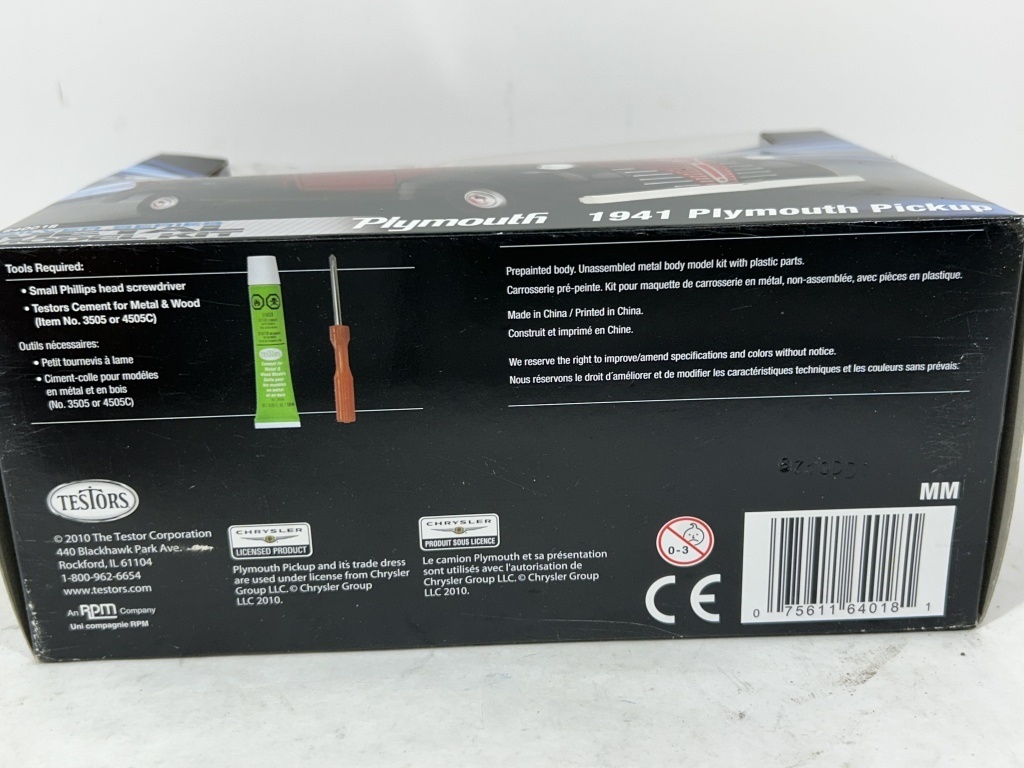 Plymouth 1941 Plymouth Pickup
Tools Required:
• Small Phillips head screwdriver
• Testors Cement for Metal & Wood
(Item No. 3505 or 4505C)
Outils nécessaires:
• Petit tournevis à lame
• Ciment-colle pour modèles
en métal et en bois
(No. 3505 or 4505C)
TESTORS
Prepainted body. Unassembled metal body model kit with plastic parts.
Carrosserie pré-peinte. Kit pour maquette de carrosserie en métal, non-assemblée, avec pièces en plastique.
Made in China / Printed in China.
Construit et imprimé en Chine.
We reserve the right to improve/amend specifications and colors without notice.
Nous réservons le droit d'améliorer et de modifier les caractéristiques techniques et les couleurs sans préavis.
TESTORS
© 2010 The Testor Corporation
440 Blackhawk Park Ave.
Rockford, IL 61104
1-800-962-6654
www.testors.com
An RPM Company
Uni compagnie RPM
CHRYSLER
LICENSED PRODUCT
Plymouth Pickup and its trade dress
are used under license from Chrysler
Group LLC. © Chrysler Group
LLC 2010.
CHRYSLER
PRODUIT SOUS LICENCE
Le camion Plymouth et sa présentation
sont utilisés avec l'autorisation de
Chrysler Group LLC. © Chrysler Group
LLC 2010.
0-3
CE
MM
0 75611 64018 1